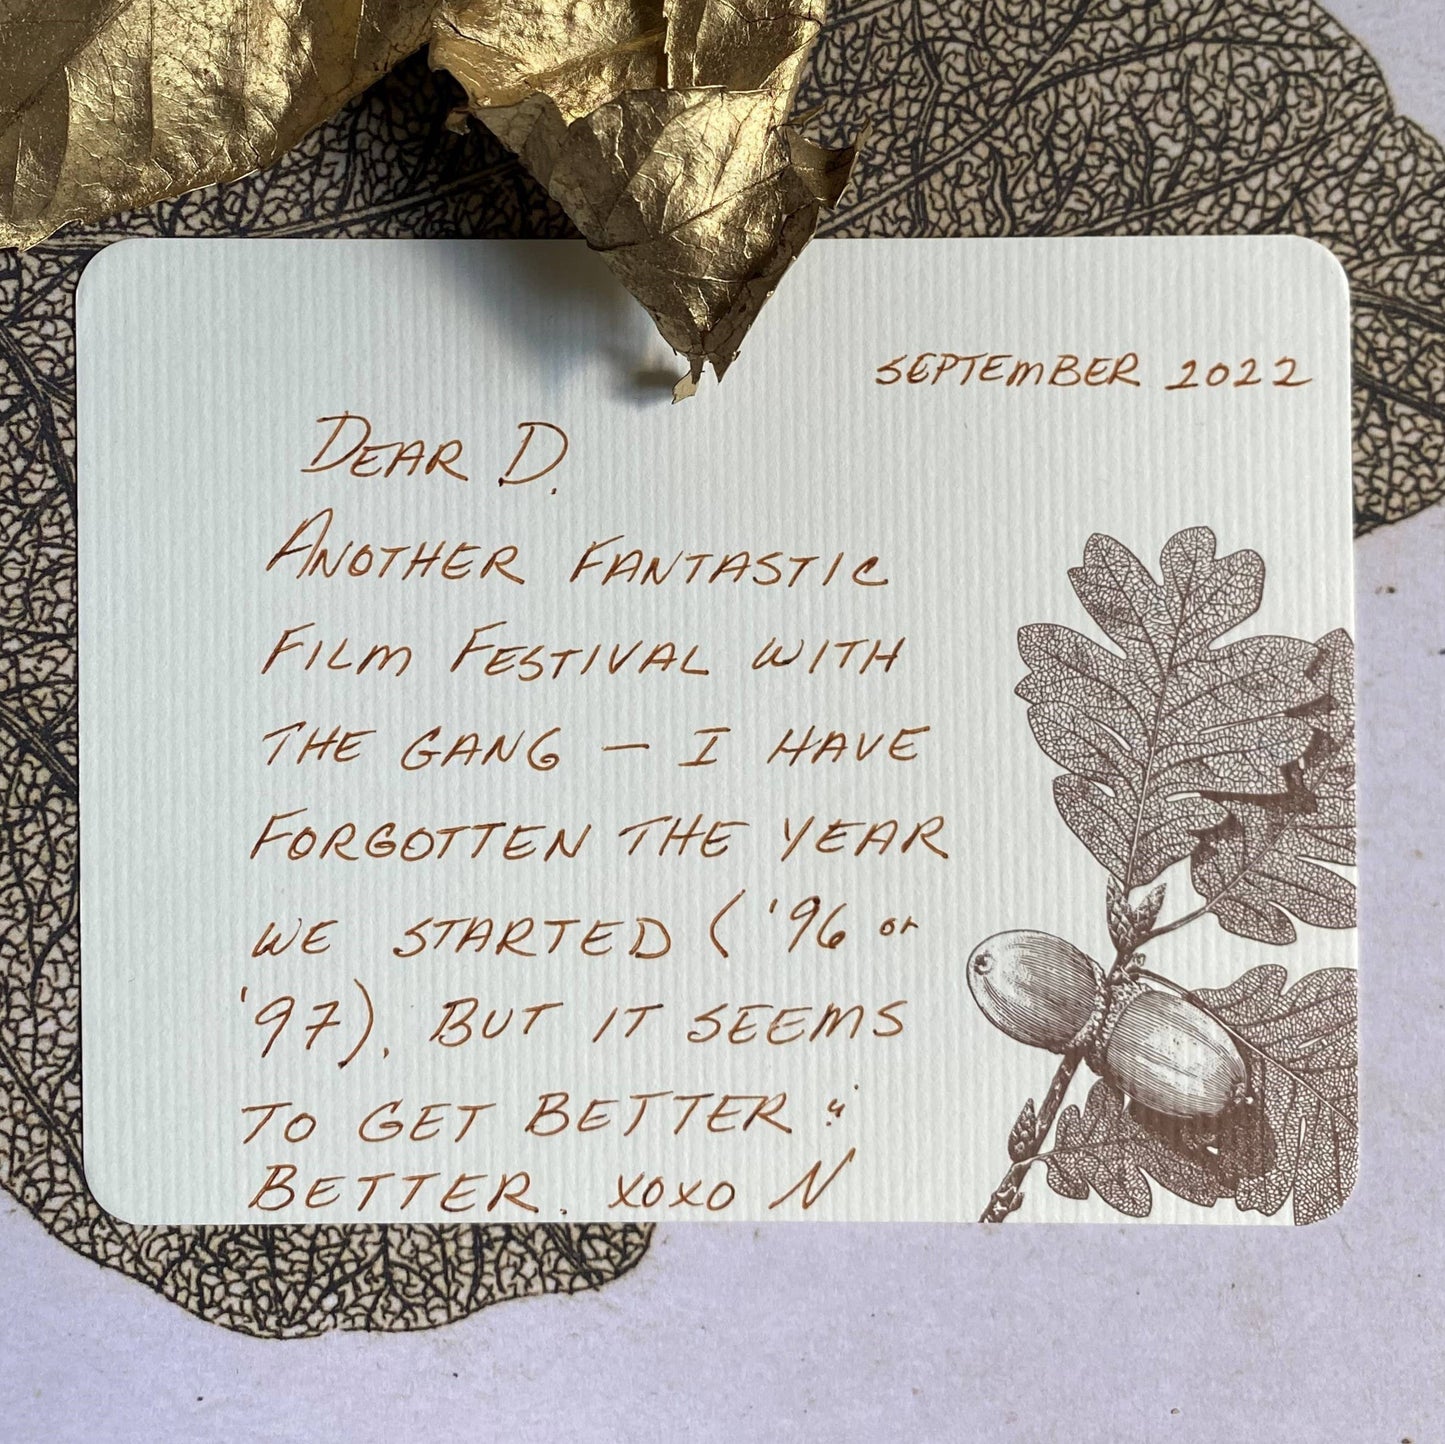 SEPTEMBER 2022
DEAR D.
ANOTHER FANTASTIC
FILM FESTIVAL WITH
THE GANG — I HAVE
FORGOTTEN THE YEAR
WE STARTED ('96 or
'97). BUT IT SEEMS
TO GET BETTER
BETTER. XOXO N